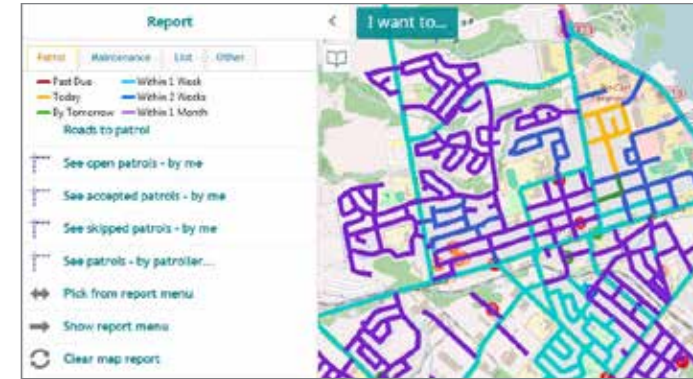 Report
I want to...
Patrol Maintenance List Other
Past Due Within 1 Week
Today Within 2 Weeks
By Tomorrow Within 1 Month
Roads to patrol
See open patrols - by me
See accepted patrols - by me
See skipped patrols - by me
See patrols - by patroller...
Pick from report menu
Show report menu
Clear map report